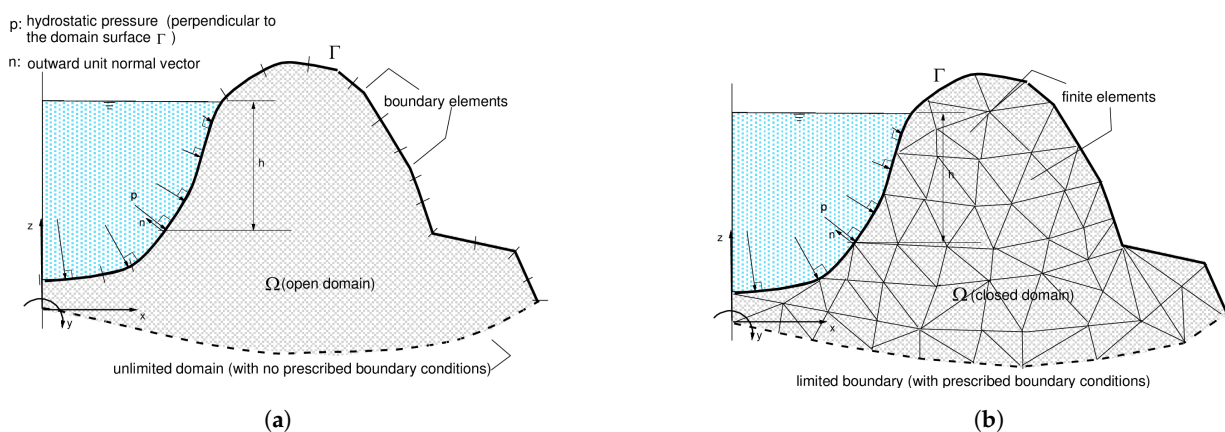 p: hydrostatic pressure (perpendicular to
the domain surface Γ )
n: outward unit normal vector
Γ
boundary elements
h
p
n
z
Ω(open domain)
x
y
unlimited domain (with no prescribed boundary conditions)
(a)
Γ
finite elements
h
p
n
z
Ω(closed domain)
x
y
limited boundary (with prescribed boundary conditions)
(b)